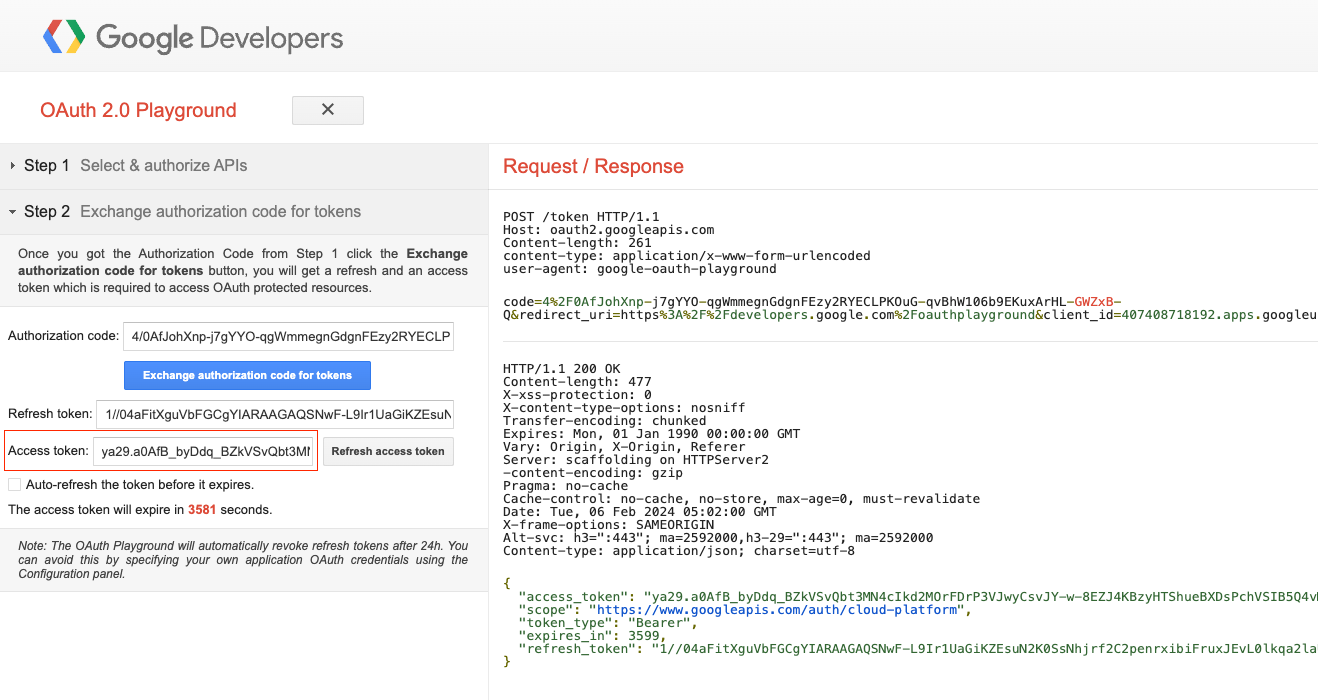 Google Developers
OAuth 2.0 Playground
Step 1 Select & authorize APIs
Step 2 Exchange authorization code for tokens
Once you got the Authorization Code from Step 1 click the Exchange
authorization code for tokens button, you will get a refresh and an access
token which is required to access OAuth protected resources.
Authorization code: 4/0AfJohXnp-j7gYYO-qgWmmegnGdgnFEzy2RYECLP
Exchange authorization code for tokens
Refresh token: 1//04aFitXguVbFGCgYIARAAGAQSNwF-L9Ir1UaGiKZEsuN
Access token: ya29.a0AfB_byDdq_BZkVSvQbt3MN Refresh access token
Auto-refresh the token before it expires.
The access token will expire in 3581 seconds.
Note: The OAuth Playground will automatically revoke refresh tokens after 24h. You
can avoid this by specifying your own application OAuth credentials using the
Configuration panel.
Request / Response
POST /token HTTP/1.1
Host: oauth2.googleapis.com
Content-length: 261
content-type: application/x-www-form-urlencoded
user-agent: google-oauth-playground
code=4%2F0AfJohXnp-j7gYYO-qgWmmegnGdgnFEzy2RYECLPKOuG-qvBhW106b9EKuxArHL-GWZxB-
Q&redirect_uri=https%3A%2F%2Fdevelopers.google.com%2Foauthplayground&client_id=407408718192.apps.googleu
HTTP/1.1 200 OK
Content-length: 477
X-xss-protection: 0
X-content-type-options: nosniff
Transfer-encoding: chunked
Expires: Mon, 01 Jan 1990 00:00:00 GMT
Vary: Origin, X-Origin, Referer
Server: scaffolding on HTTPServer2
-content-encoding: gzip
Pragma: no-cache
Cache-control: no-cache, no-store, max-age=0, must-revalidate
Date: Tue, 06 Feb 2024 05:02:00 GMT
X-frame-options: SAMEORIGIN
Alt-svc: h3=":443"; ma=2592000,h3-29=":443"; ma=2592000
Content-type: application/json; charset=utf-8
{
"access_token": "ya29.a0AfB_byDdq_BZkVSvQbt3MN4cIkd2MOrFDrP3VJwyCsvJY-w-8EZJ4KBzyHTShueBXDsPchVSIB5Q4v
"scope": "https://www.googleapis.com/auth/cloud-platform",
"token_type": "Bearer",
"expires_in": 3599,
"refresh_token": "1//04aFitXguVbFGCgYIARAAGAQSNwF-L9Ir1UaGiKZEsuN2K0SsNhjrf2C2penrxibiFruxJEvL0lkqa2la
}